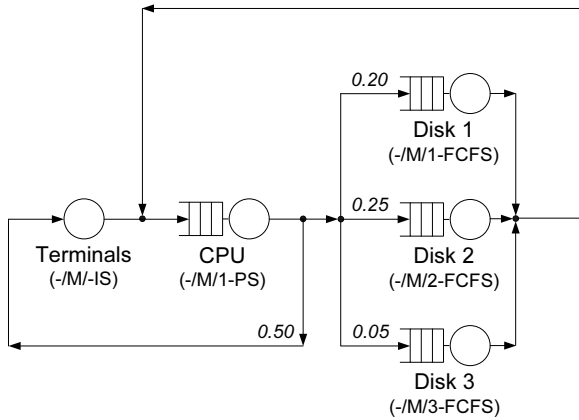 0.20
Disk 1
(-/M/1-FCFS)
0.25
Terminals
(-/M/-IS)
CPU
(-/M/1-PS)
Disk 2
(-/M/2-FCFS)
0.50
0.05
Disk 3
(-/M/3-FCFS)